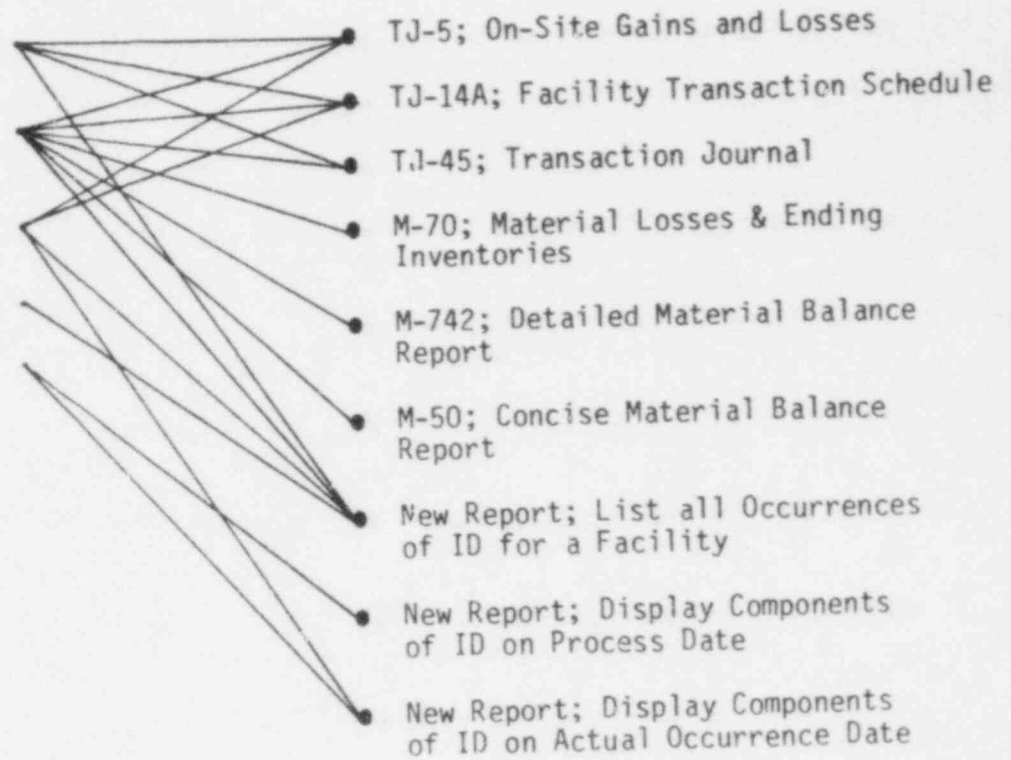 TJ-5; On-Site Gains and Losses
TJ-14A; Facility Transaction Schedule
TJ-45; Transaction Journal
M-70; Material Losses & Ending
Inventories
M-742; Detailed Material Balance
Report
M-50; Concise Material Balance
Report
New Report; List all Occurrences
of ID for a Facility
New Report; Display Components
of ID on Process Date
New Report; Display Components
of ID on Actual Occurrence Date